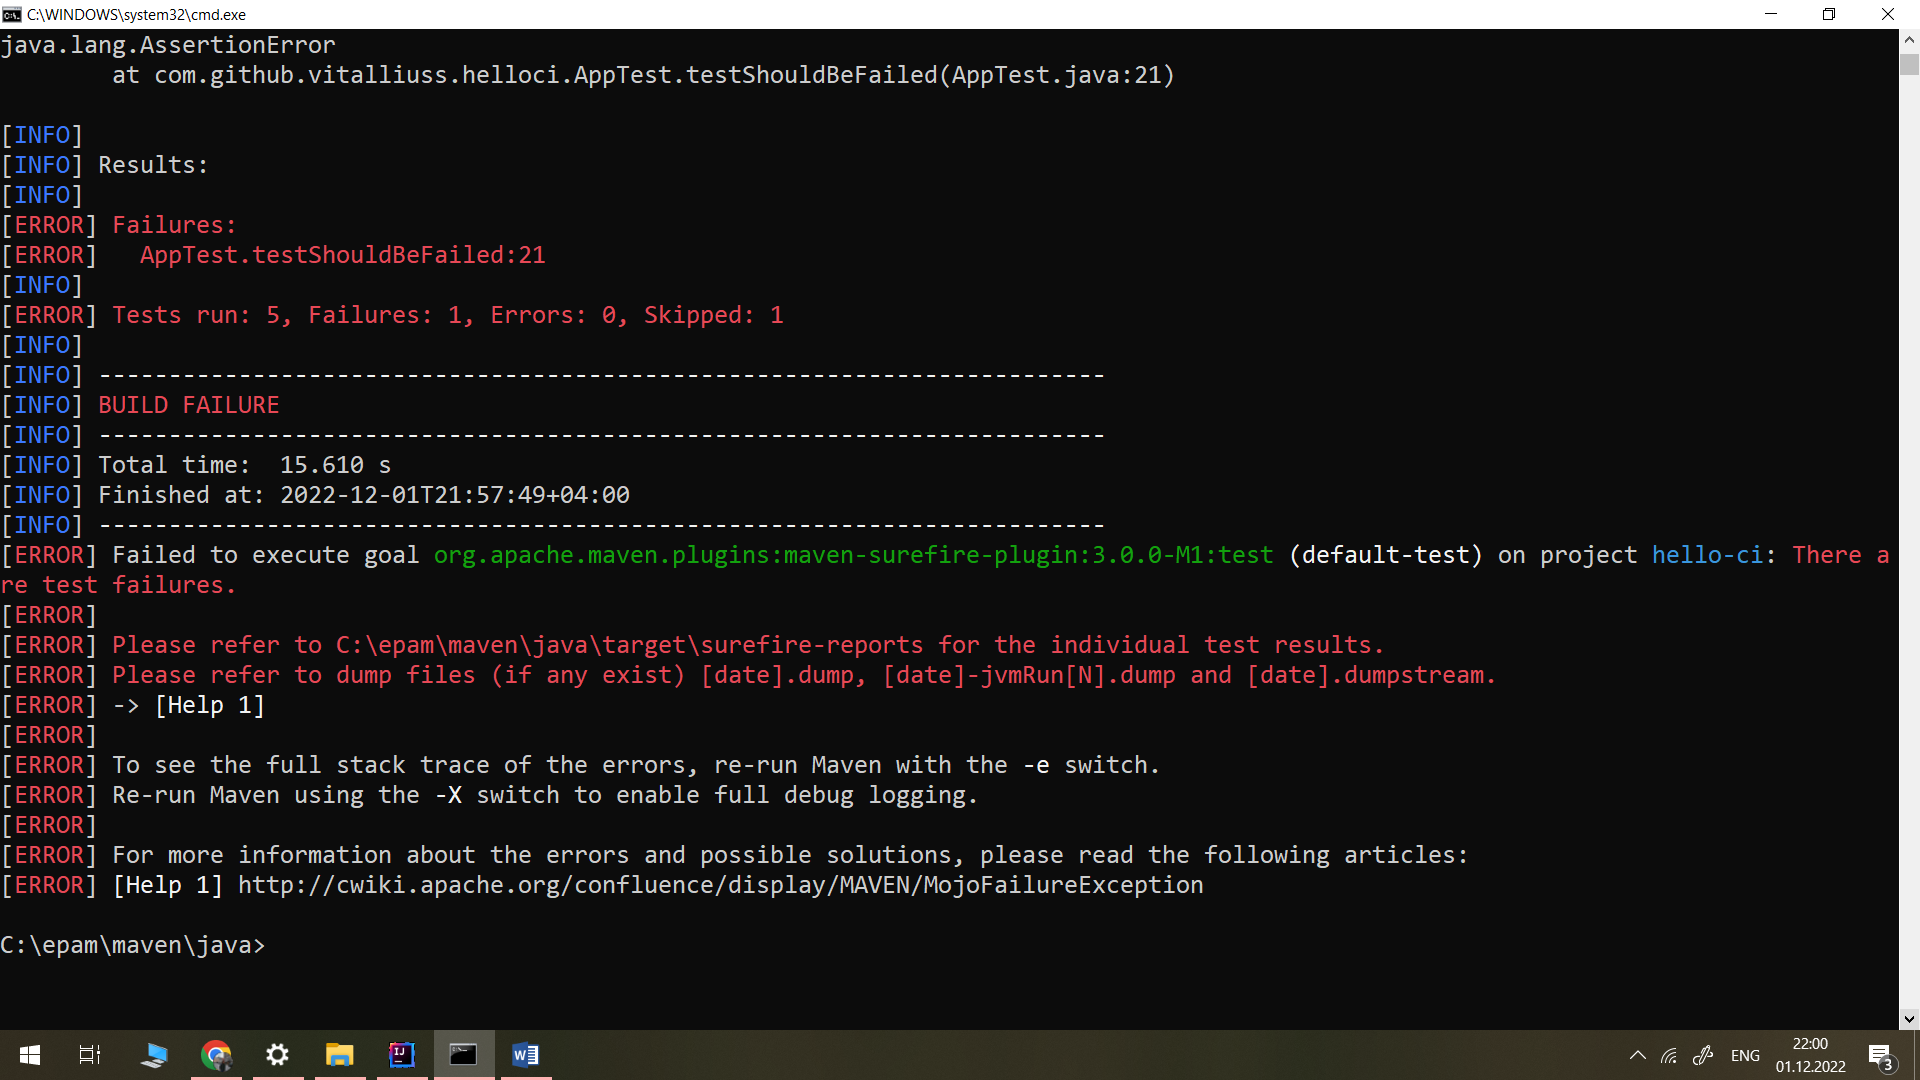 C:\WINDOWS\system32\cmd.exe
java.lang.AssertionError
        at com.github.vitalliuss.helloci.AppTest.testShouldBeFailed(AppTest.java:21)
[INFO]
[INFO] Results:
[INFO]
[ERROR] Failures:
[ERROR]   AppTest.testShouldBeFailed:21
[INFO]
[ERROR] Tests run: 5, Failures: 1, Errors: 0, Skipped: 1
[INFO]
[INFO] ------------------------------------------------------------------------
[INFO] BUILD FAILURE
[INFO] ------------------------------------------------------------------------
[INFO] Total time:  15.610 s
[INFO] Finished at: 2022-12-01T21:57:49+04:00
[INFO] ------------------------------------------------------------------------
[ERROR] Failed to execute goal org.apache.maven.plugins:maven-surefire-plugin:3.0.0-M1:test (default-test) on project hello-ci: There a
re test failures.
[ERROR]
[ERROR] Please refer to C:\epam\maven\java\target\surefire-reports for the individual test results.
[ERROR] Please refer to dump files (if any exist) [date].dump, [date]-jvmRun[N].dump and [date].dumpstream.
[ERROR] -> [Help 1]
[ERROR]
[ERROR] To see the full stack trace of the errors, re-run Maven with the -e switch.
[ERROR] Re-run Maven using the -X switch to enable full debug logging.
[ERROR]
[ERROR] For more information about the errors and possible solutions, please read the following articles:
[ERROR] [Help 1] http://cwiki.apache.org/confluence/display/MAVEN/MojoFailureException
C:\epam\maven\java>
ENG
22:00
01.12.2022
3